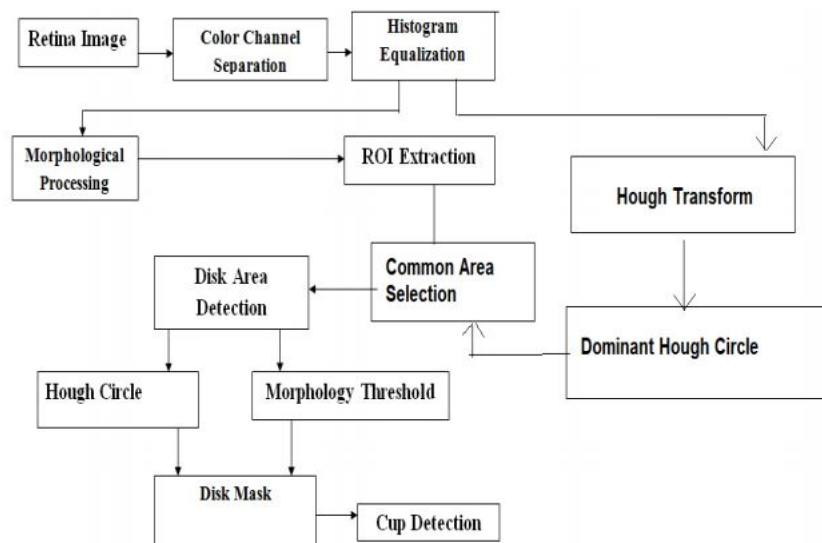 Retina Image
Color Channel
Separation
Histogram
Equalization
Morphological
Processing
ROI Extraction
Hough Transform
Disk Area
Detection
Common Area
Selection
Dominant Hough Circle
Hough Circle
Morphology Threshold
Disk Mask
Cup Detection